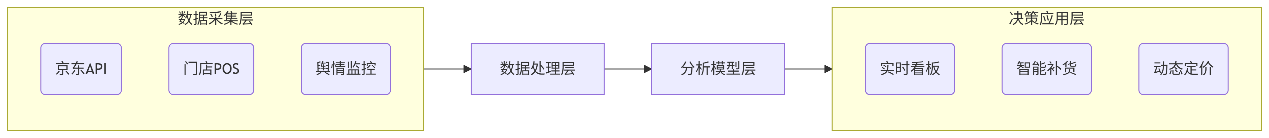 数据采集层
京东API
门店POS
舆情监控
数据处理层
分析模型层
决策应用层
实时看板
智能补货
动态定价